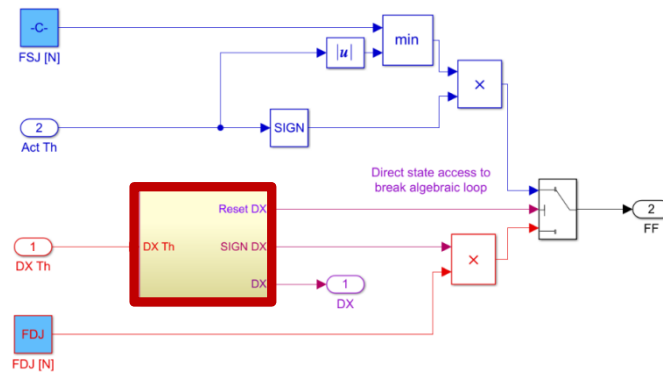 -C-
FSJ [N]
|u|
min
×
2
Act Th
SIGN
Direct state access to
break algebraic loop
Reset DX
2
FF
1
DX Th
DX Th
SIGN DX
×
DX
1
DX
FDJ
FDJ [N]